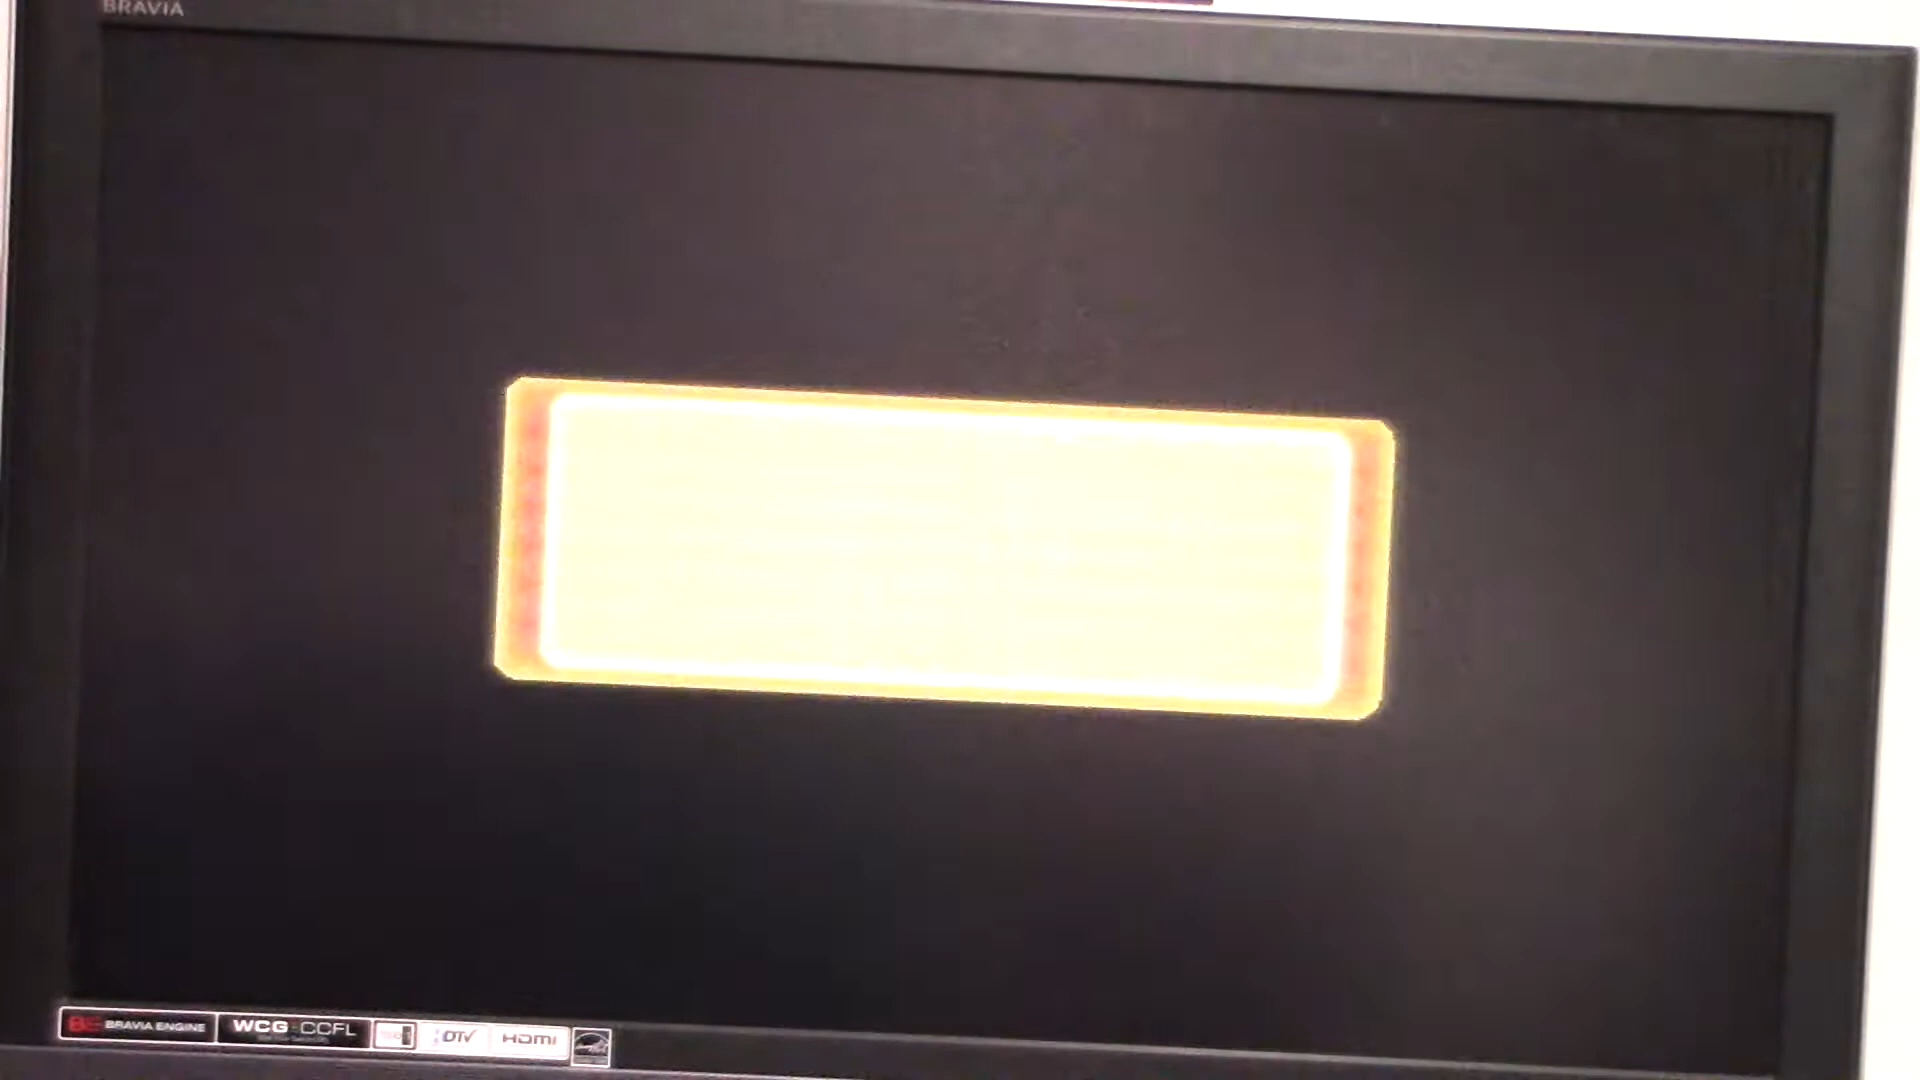 BRAVIA
BRAVIA ENGINE
WCG-CCFL
DTV
HDMI